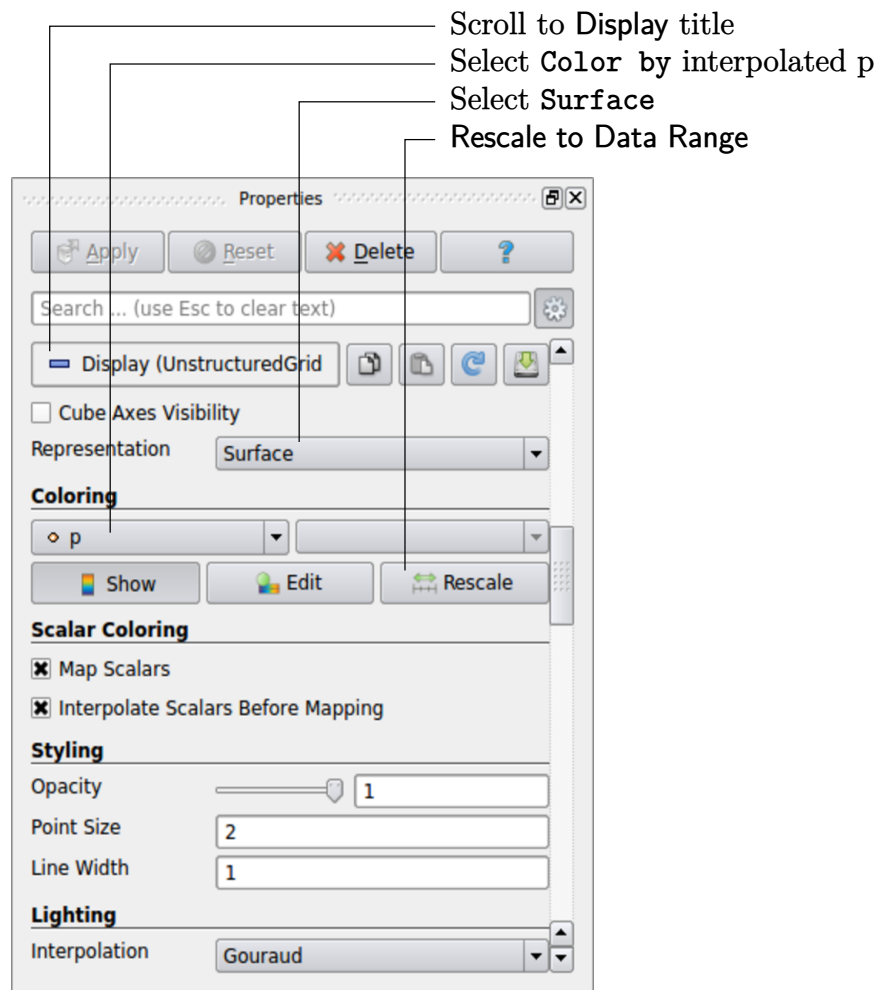 Scroll to Display title
Select Color by interpolated p
Select Surface
Rescale to Data Range
Properties
Apply Reset Delete ?
Search ... (use Esc to clear text)
Display (UnstructuredGrid
Cube Axes Visibility
Representation Surface
Coloring
p
Show Edit Rescale
Scalar Coloring
Map Scalars
Interpolate Scalars Before Mapping
Styling
Opacity 1
Point Size 2
Line Width 1
Lighting
Interpolation Gouraud